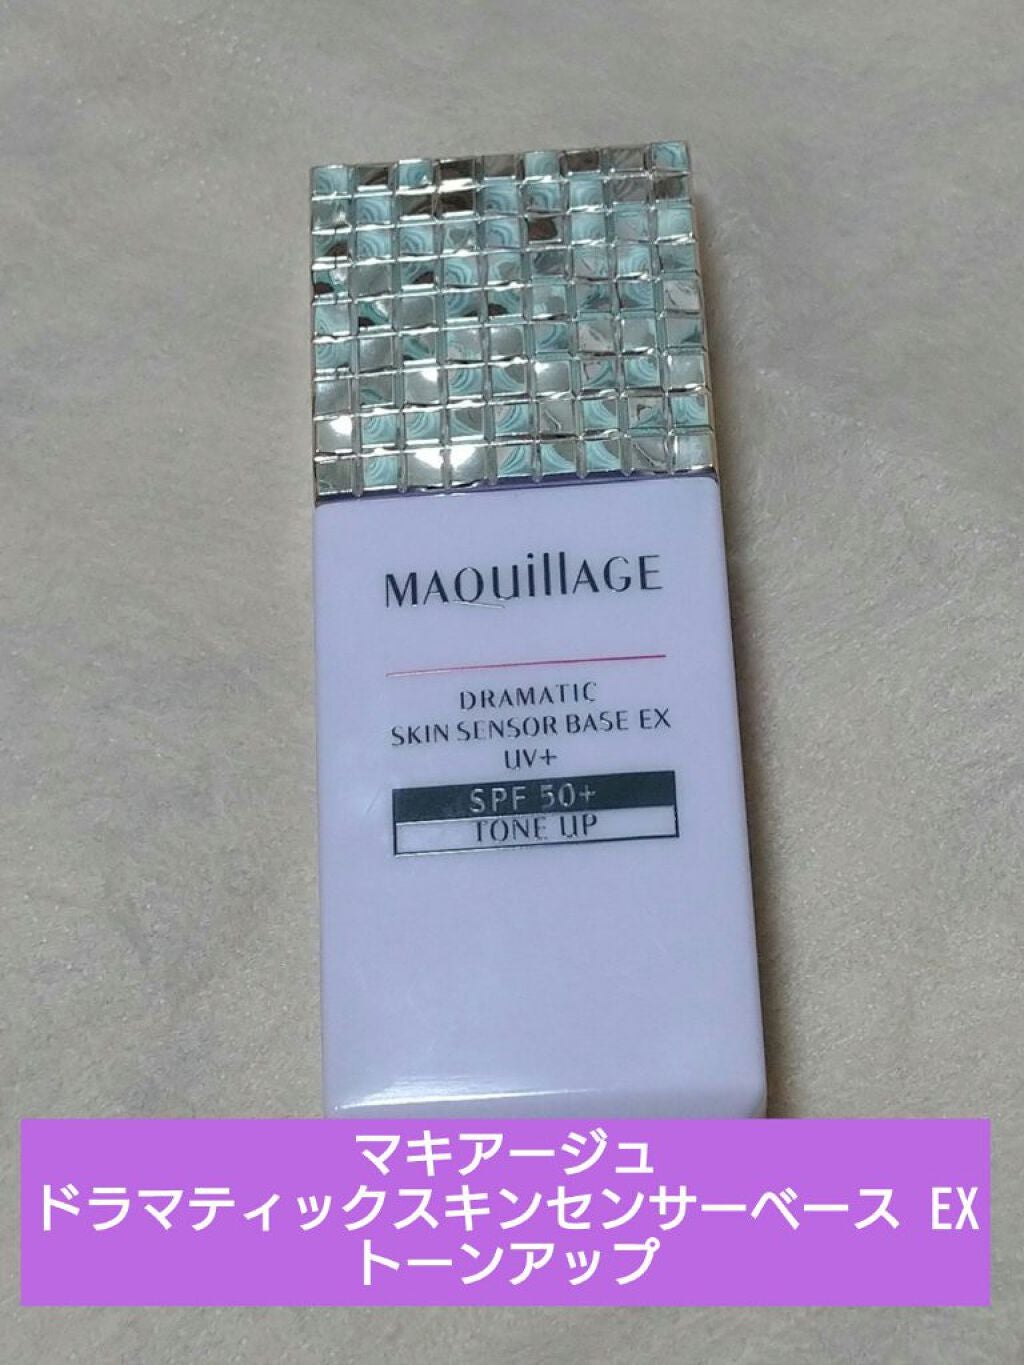 MAQuillAGE
DRAMATIC
SKIN SENSOR BASE EX
UV+
SPF 50+
TONE UP
マキアージュ
ドラマティックスキンセンサーベース EX
トーンアップ